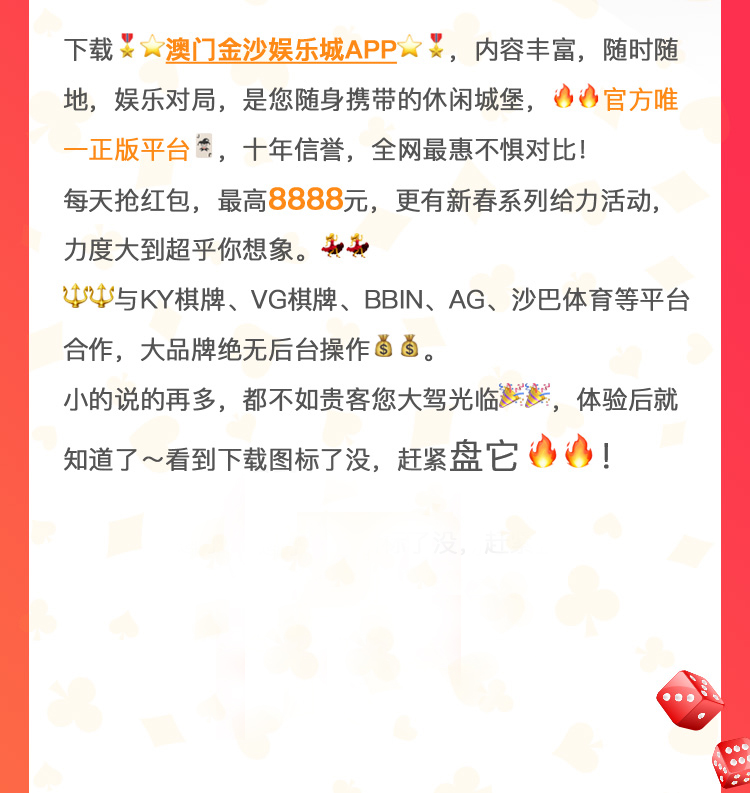 下载🎖️⭐澳门金沙娱乐城APP⭐🎖️，内容丰富，随时随
地，娱乐对局，是您随身携带的休闲城堡，🔥🔥官方唯
一正版平台🃏，十年信誉，全网最惠不惧对比！
每天抢红包，最高8888元，更有新春系列给力活动，
力度大到超乎你想象。💃💃
🔱🔱与KY棋牌、VG棋牌、BBIN、AG、沙巴体育等平台
合作，大品牌绝无后台操作💰💰。
小的说的再多，都不如贵客您大驾光临🎉🎉，体验后就
知道了～看到下载图标了没，赶紧盘它🔥🔥！
了没，赶